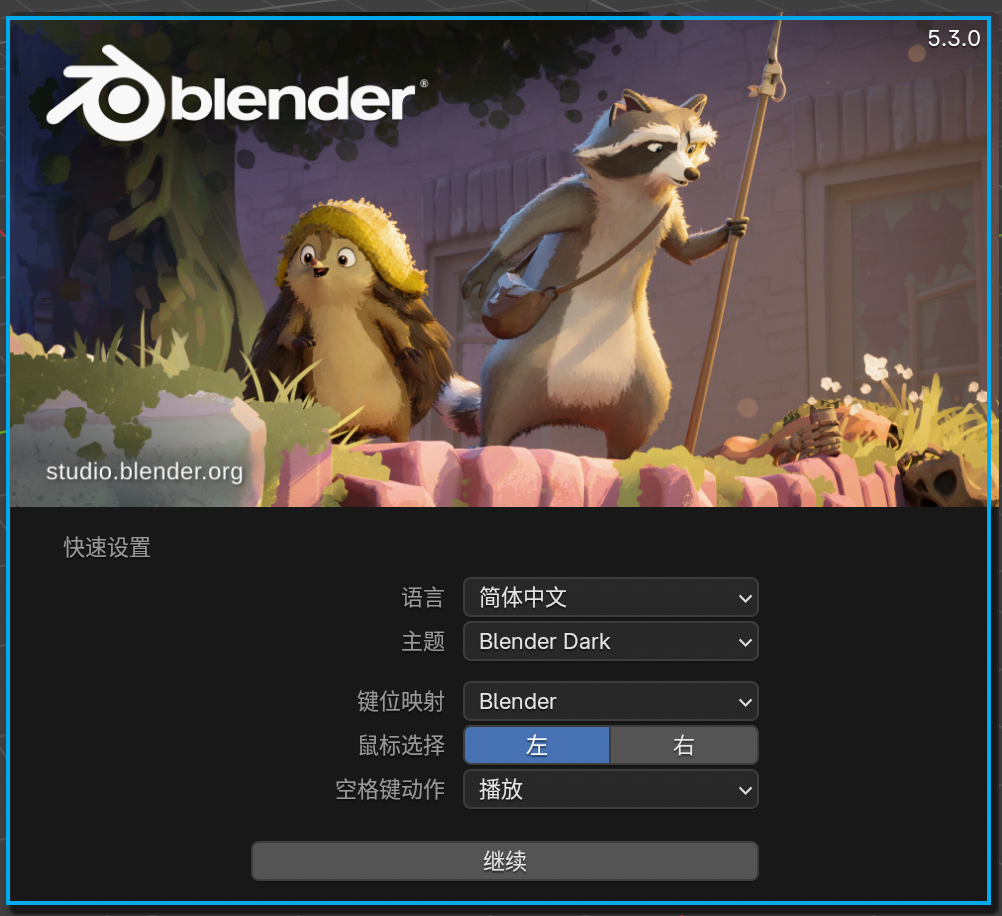 5.3.0
blender®
studio.blender.org
快速设置
语言 简体中文
主题 Blender Dark
键位映射 Blender
鼠标选择 左 右
空格键动作 播放
继续